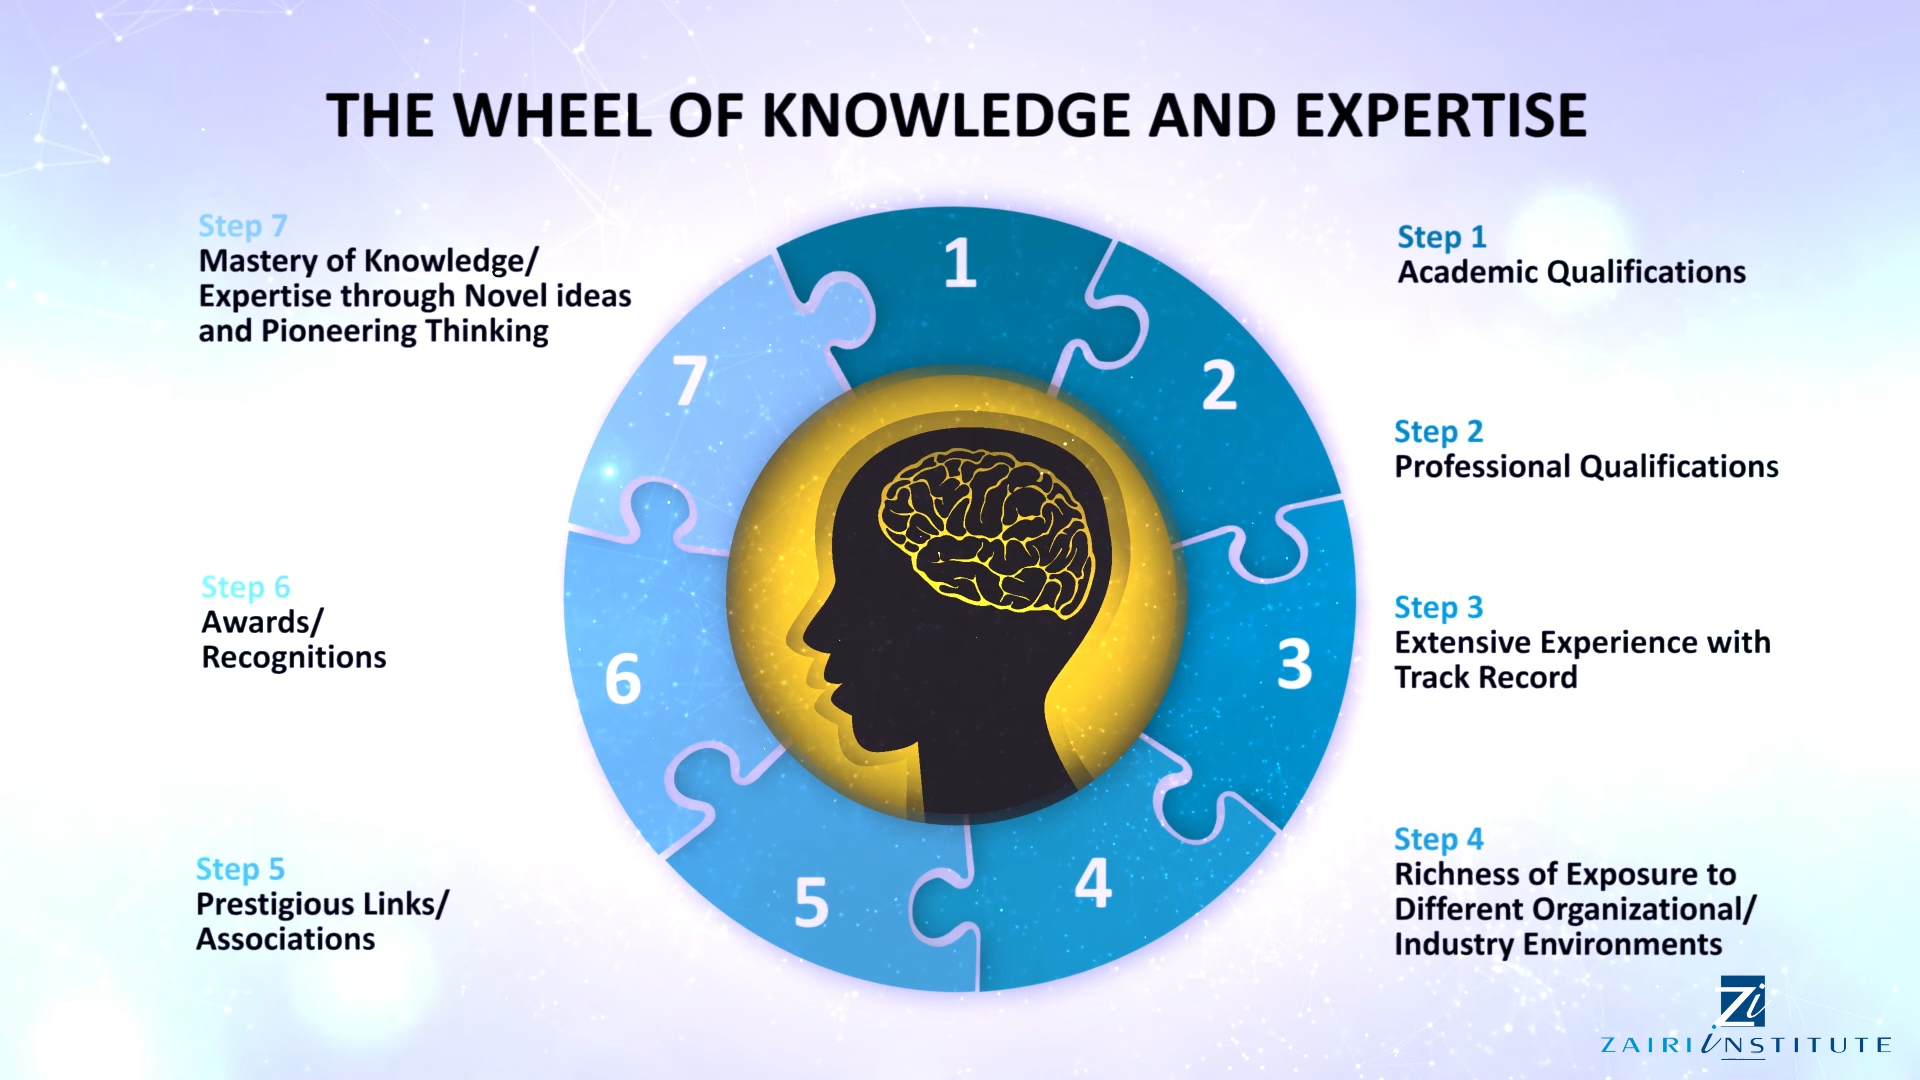 THE WHEEL OF KNOWLEDGE AND EXPERTISE
Step 1
Academic Qualifications
Step 2
Professional Qualifications
Step 3
Extensive Experience with
Track Record
Step 4
Richness of Exposure to
Different Organizational/
Industry Environments
Step 5
Prestigious Links/
Associations
Step 6
Awards/
Recognitions
Step 7
Mastery of Knowledge/
Expertise through Novel ideas
and Pioneering Thinking
1
2
3
4
5
6
7
Zi
ZAIRI iNSTITUTE